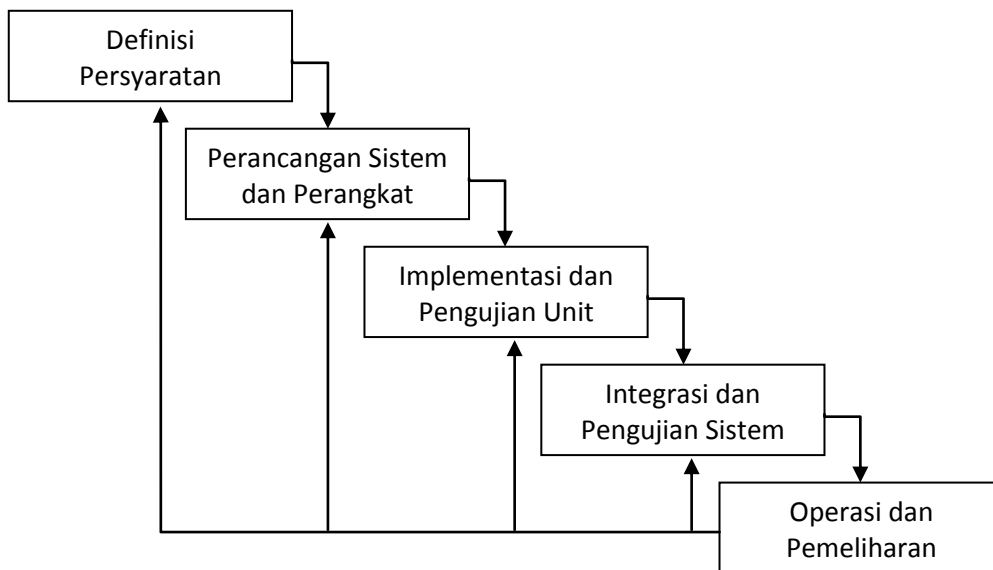 Definisi
Persyaratan
Perancangan Sistem
dan Perangkat
Implementasi dan
Pengujian Unit
Integrasi dan
Pengujian Sistem
Operasi dan
Pemeliharan